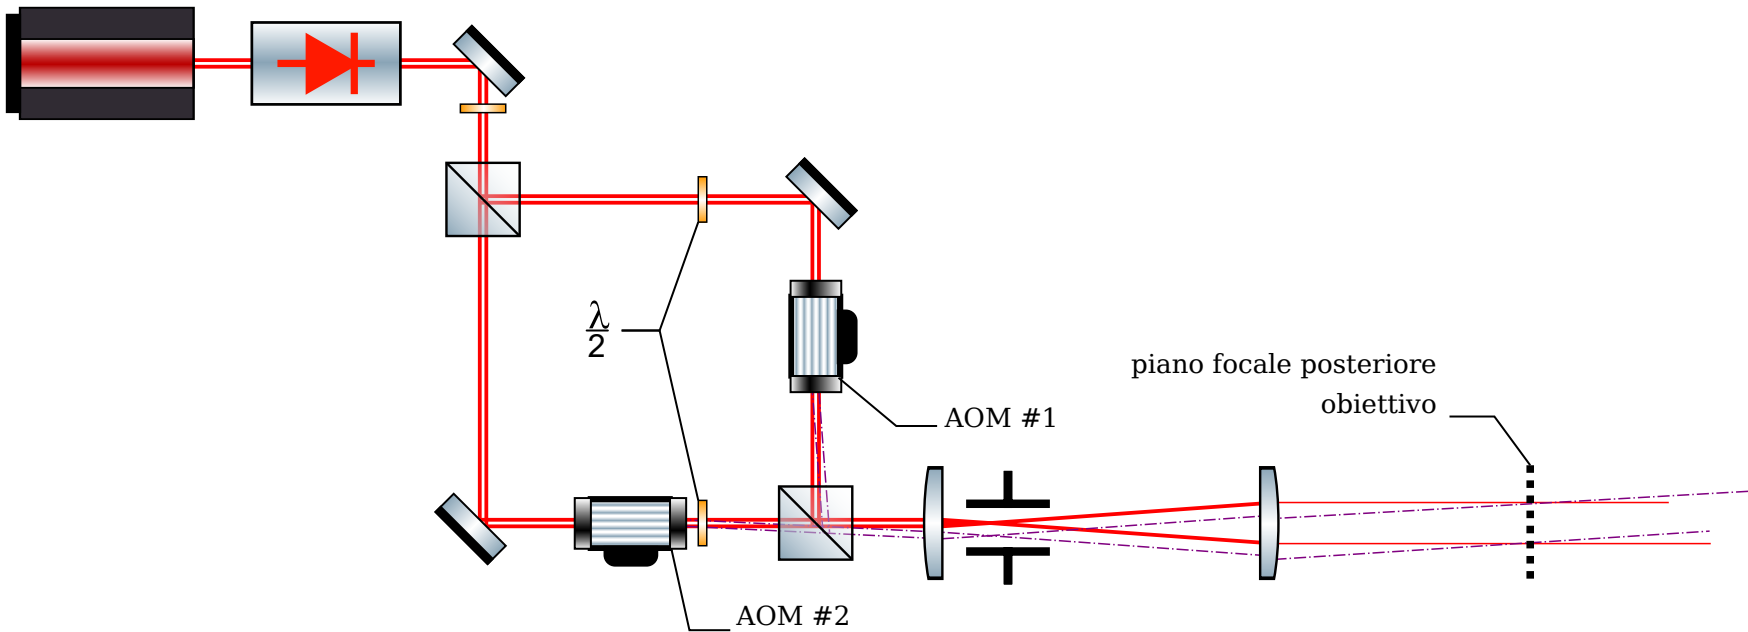 λ
2
piano focale posteriore
obiettivo
AOM #1
AOM #2